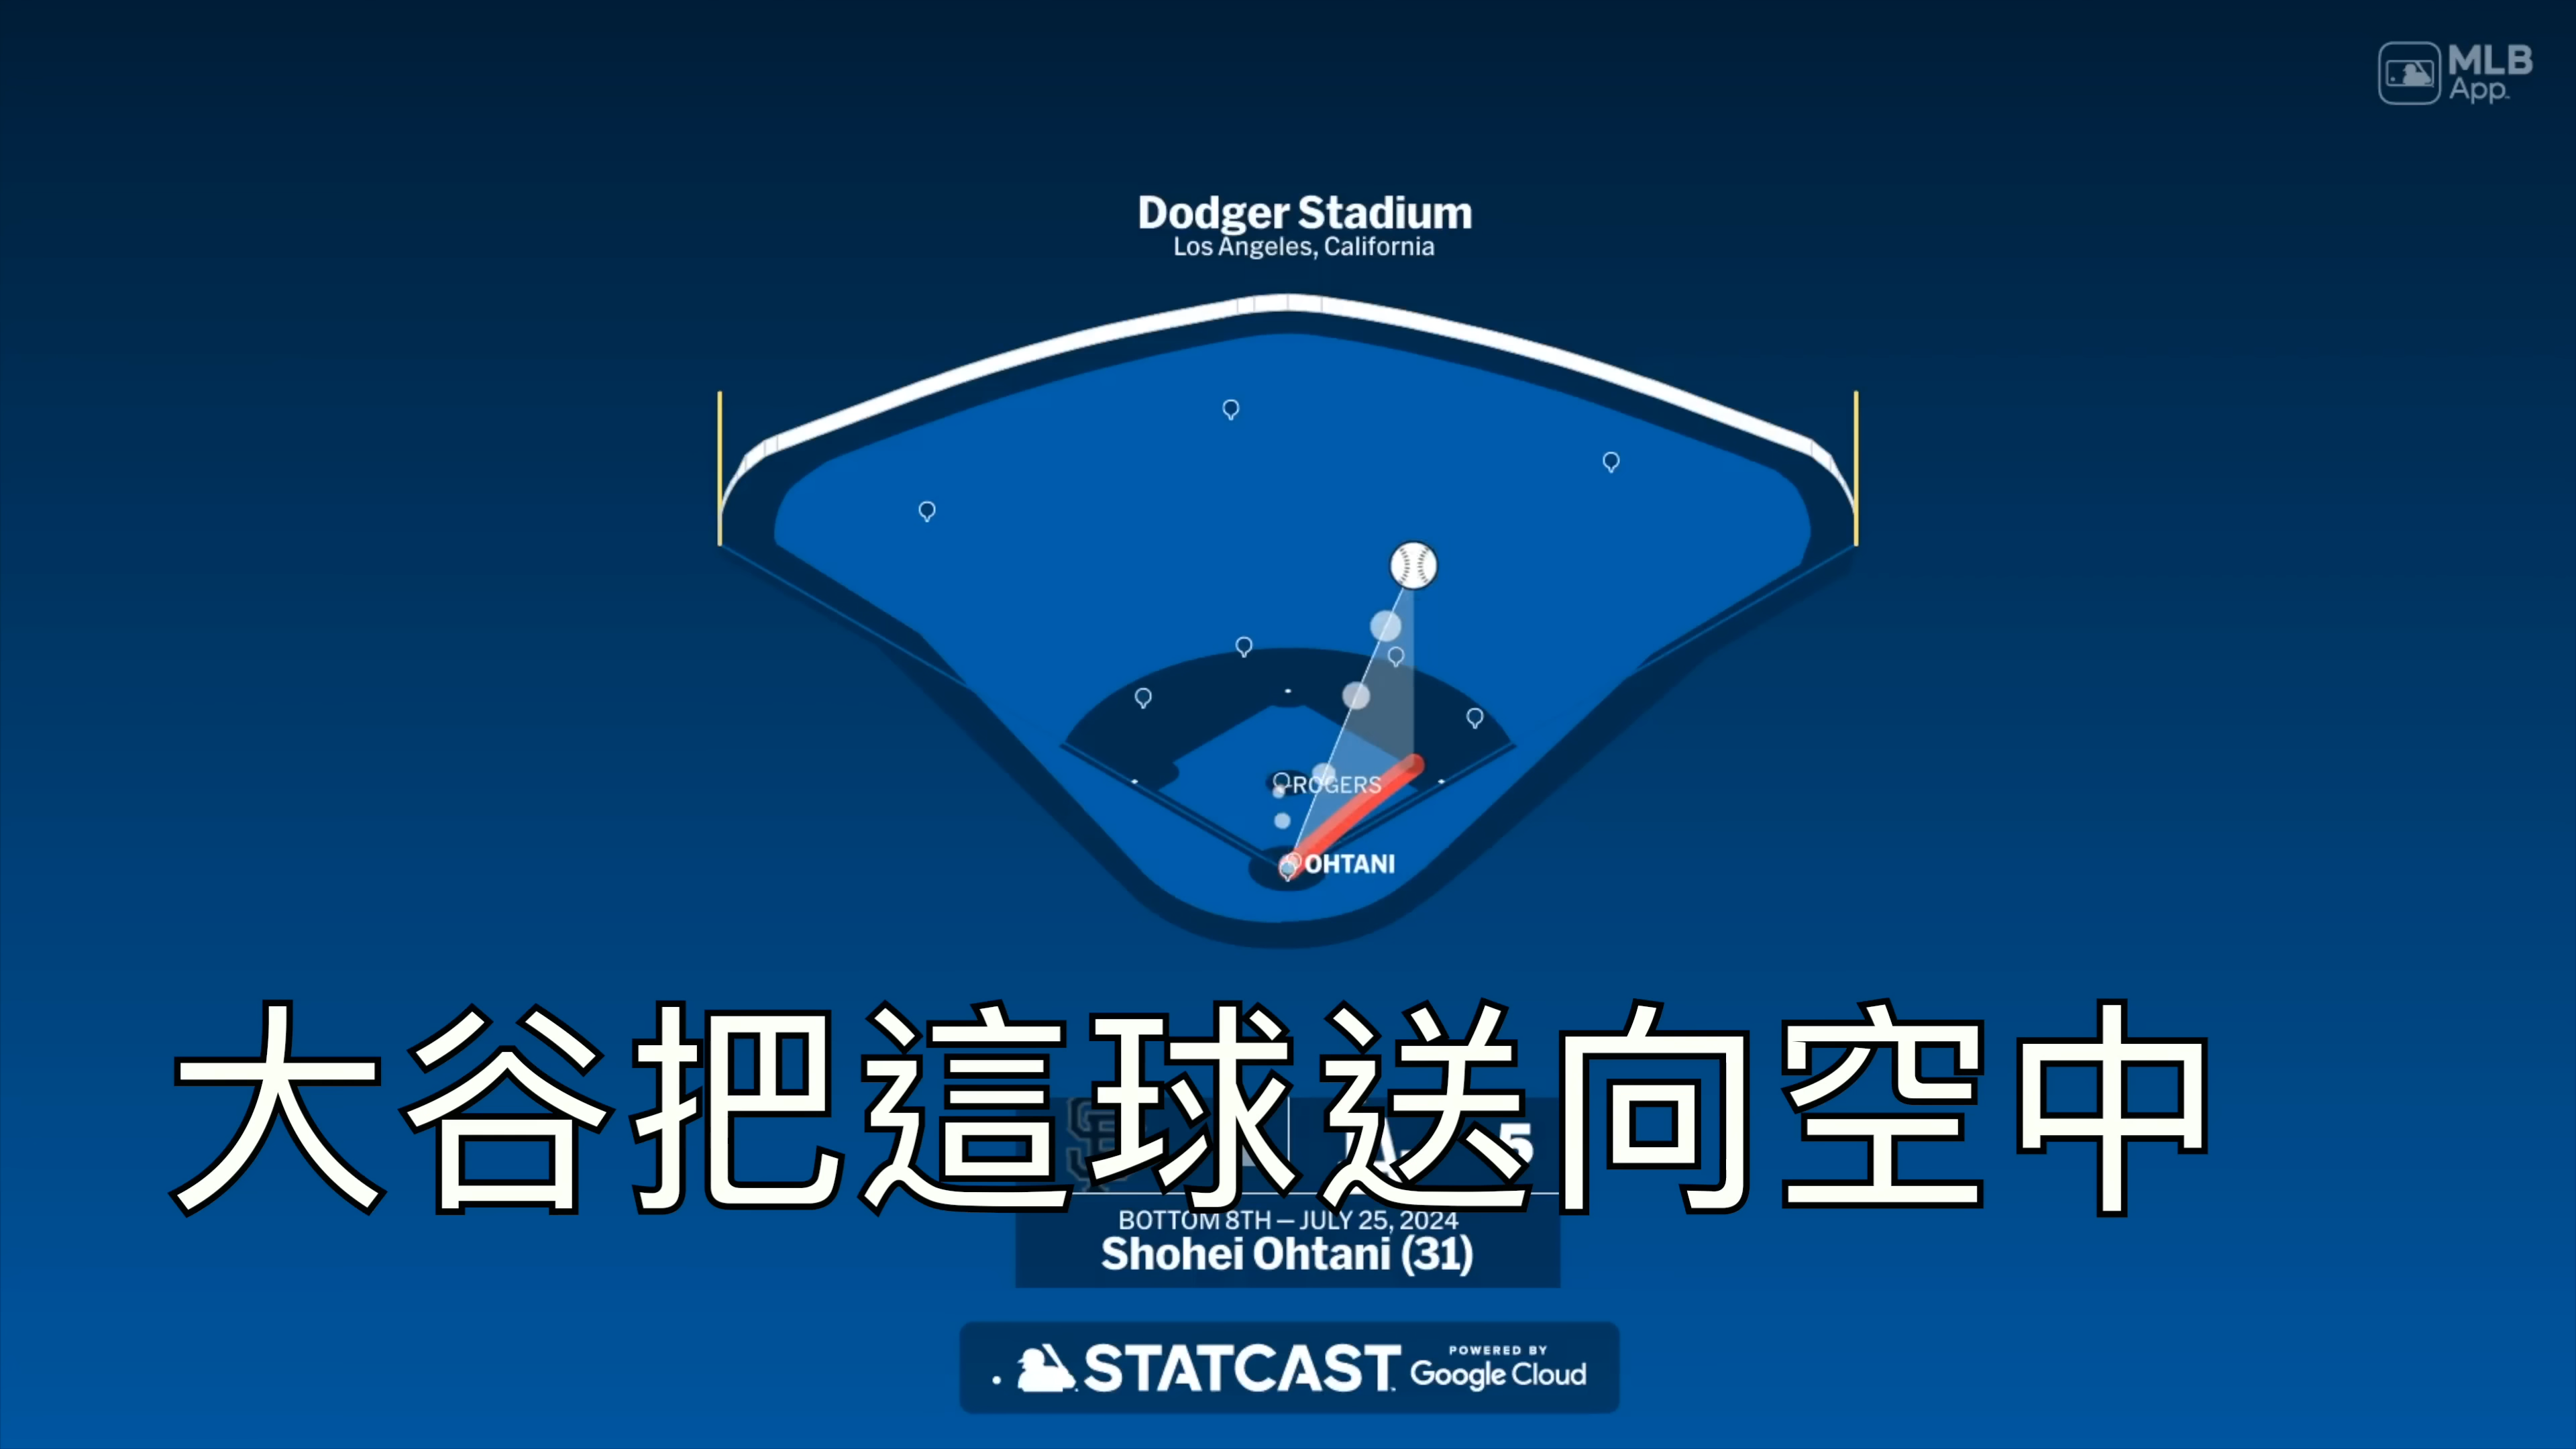 MLB
App
Dodger Stadium
Los Angeles, California
ROGERS
OHTANI
大谷把這球送向空中
5
BOTTOM 8TH – JULY 25, 2024
Shohei Ohtani (31)
STATCAST
POWERED BY
Google Cloud